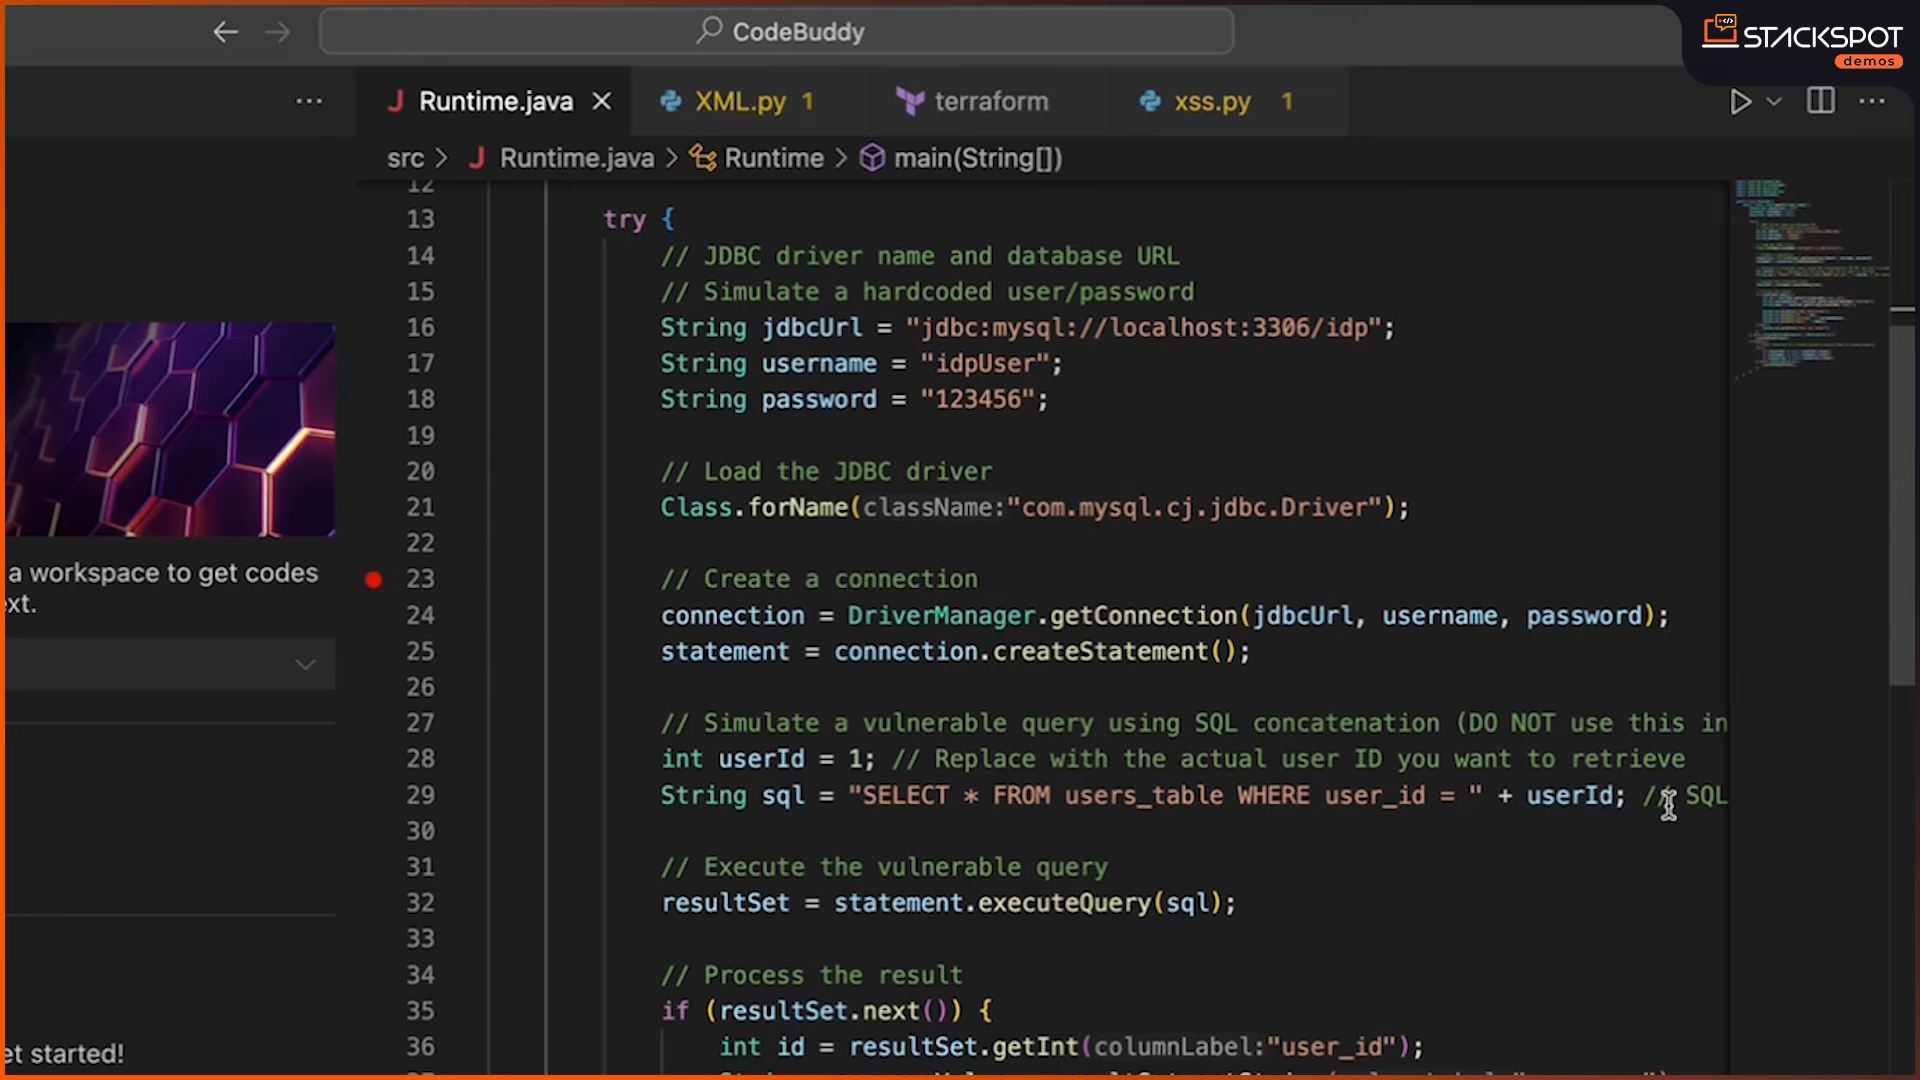 CodeBuddy
STACKSPOT
demos
Runtime.java
XML.py 1
terraform
xss.py 1
src > Runtime.java > Runtime > main(String[])
12
13 try {
14 // JDBC driver name and database URL
15 // Simulate a hardcoded user/password
16 String jdbcUrl = "jdbc:mysql://localhost:3306/idp";
17 String username = "idpUser";
18 String password = "123456";
19
20 // Load the JDBC driver
21 Class.forName(className:"com.mysql.cj.jdbc.Driver");
22
23 // Create a connection
24 connection = DriverManager.getConnection(jdbcUrl, username, password);
25 statement = connection.createStatement();
26
27 // Simulate a vulnerable query using SQL concatenation (DO NOT use this in
28 int userId = 1; // Replace with the actual user ID you want to retrieve
29 String sql = "SELECT * FROM users_table WHERE user_id = " + userId; // SQL
30
31 // Execute the vulnerable query
32 resultSet = statement.executeQuery(sql);
33
34 // Process the result
35 if (resultSet.next()) {
36 int id = resultSet.getInt(columnLabel:"user_id");
a workspace to get codes
xt.
et started!